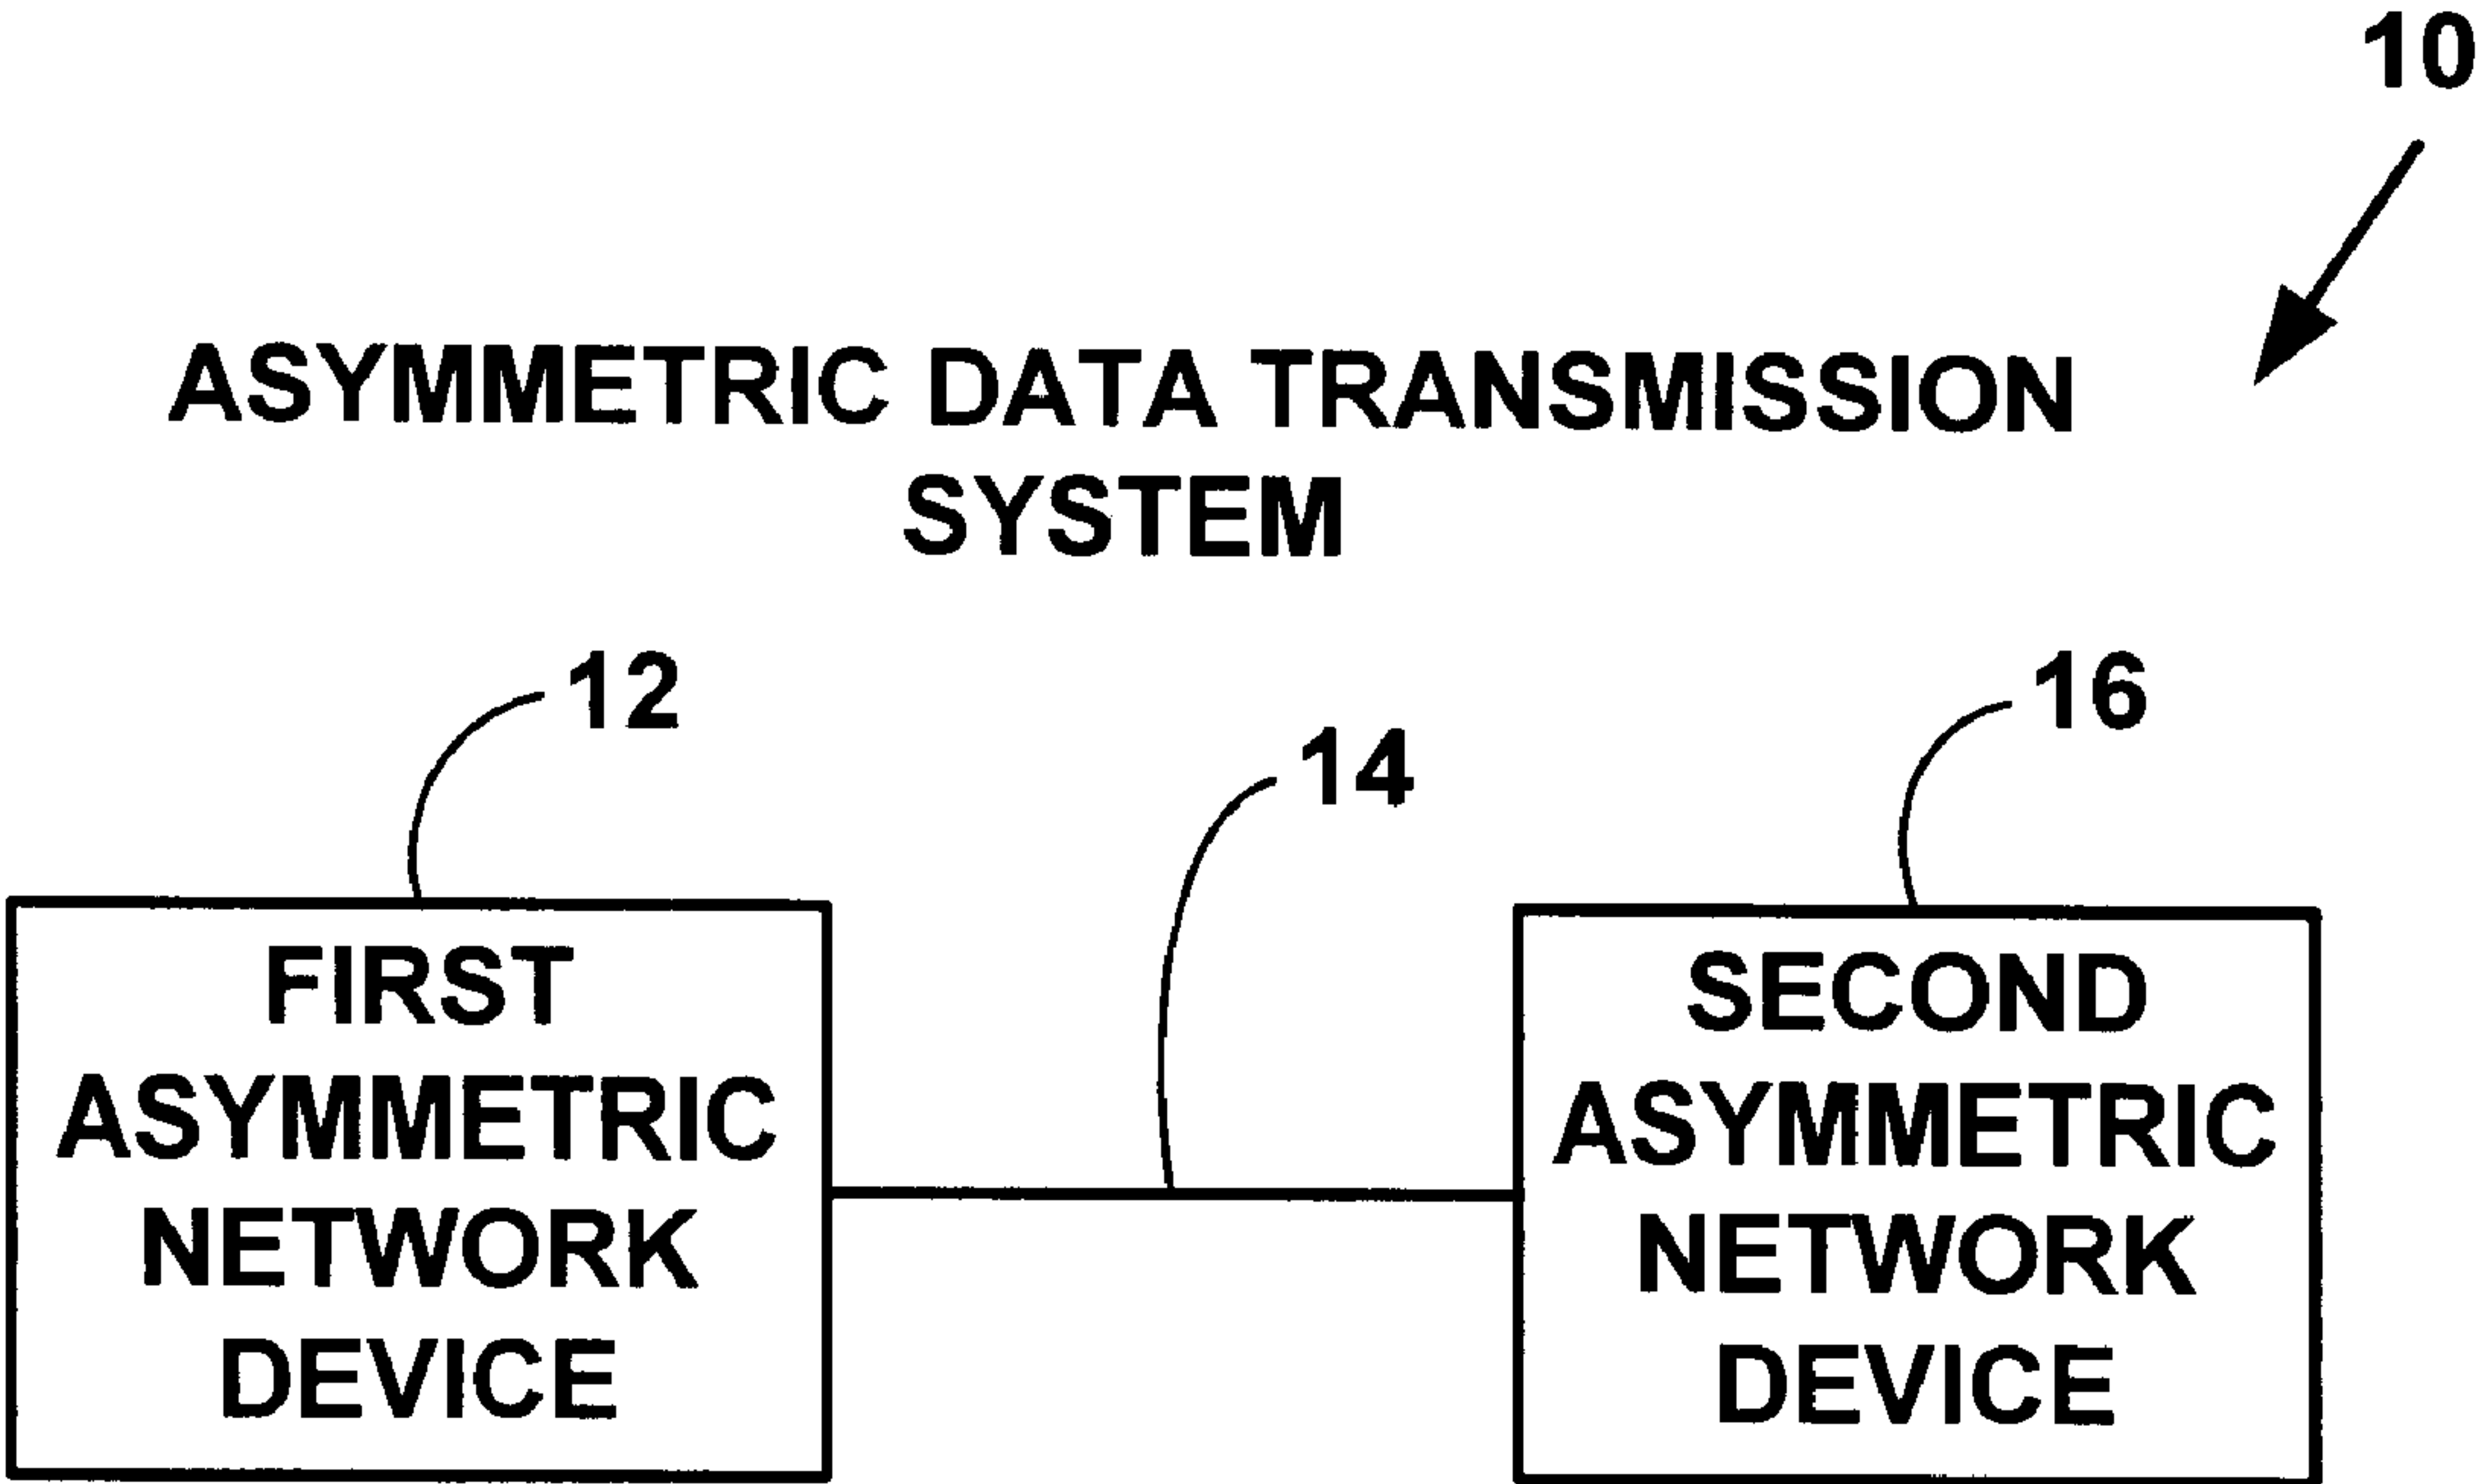 10
ASYMMETRIC DATA TRANSMISSION
SYSTEM
12
16
14
FIRST
ASYMMETRIC
NETWORK
DEVICE
SECOND
ASYMMETRIC
NETWORK
DEVICE